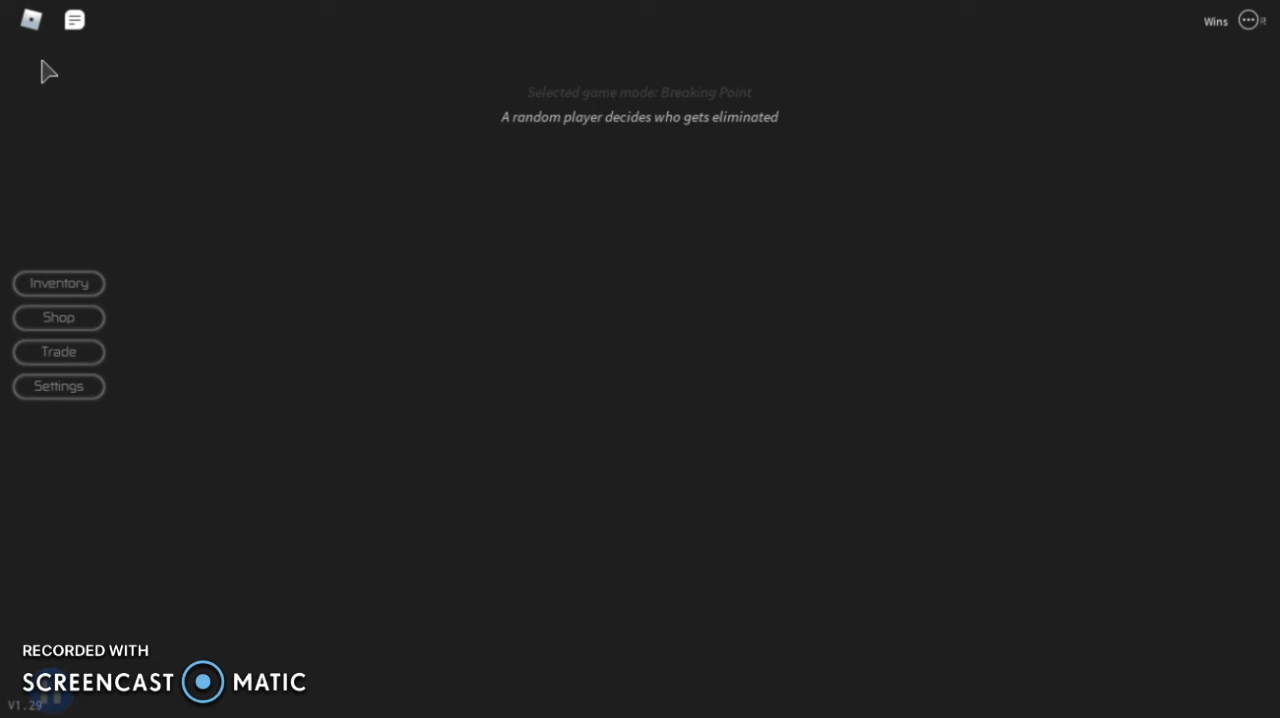 Wins
Selected game mode: Breaking Point
A random player decides who gets eliminated
Inventory
Shop
Trade
Settings
RECORDED WITH
SCREENCAST MATIC
V1.29